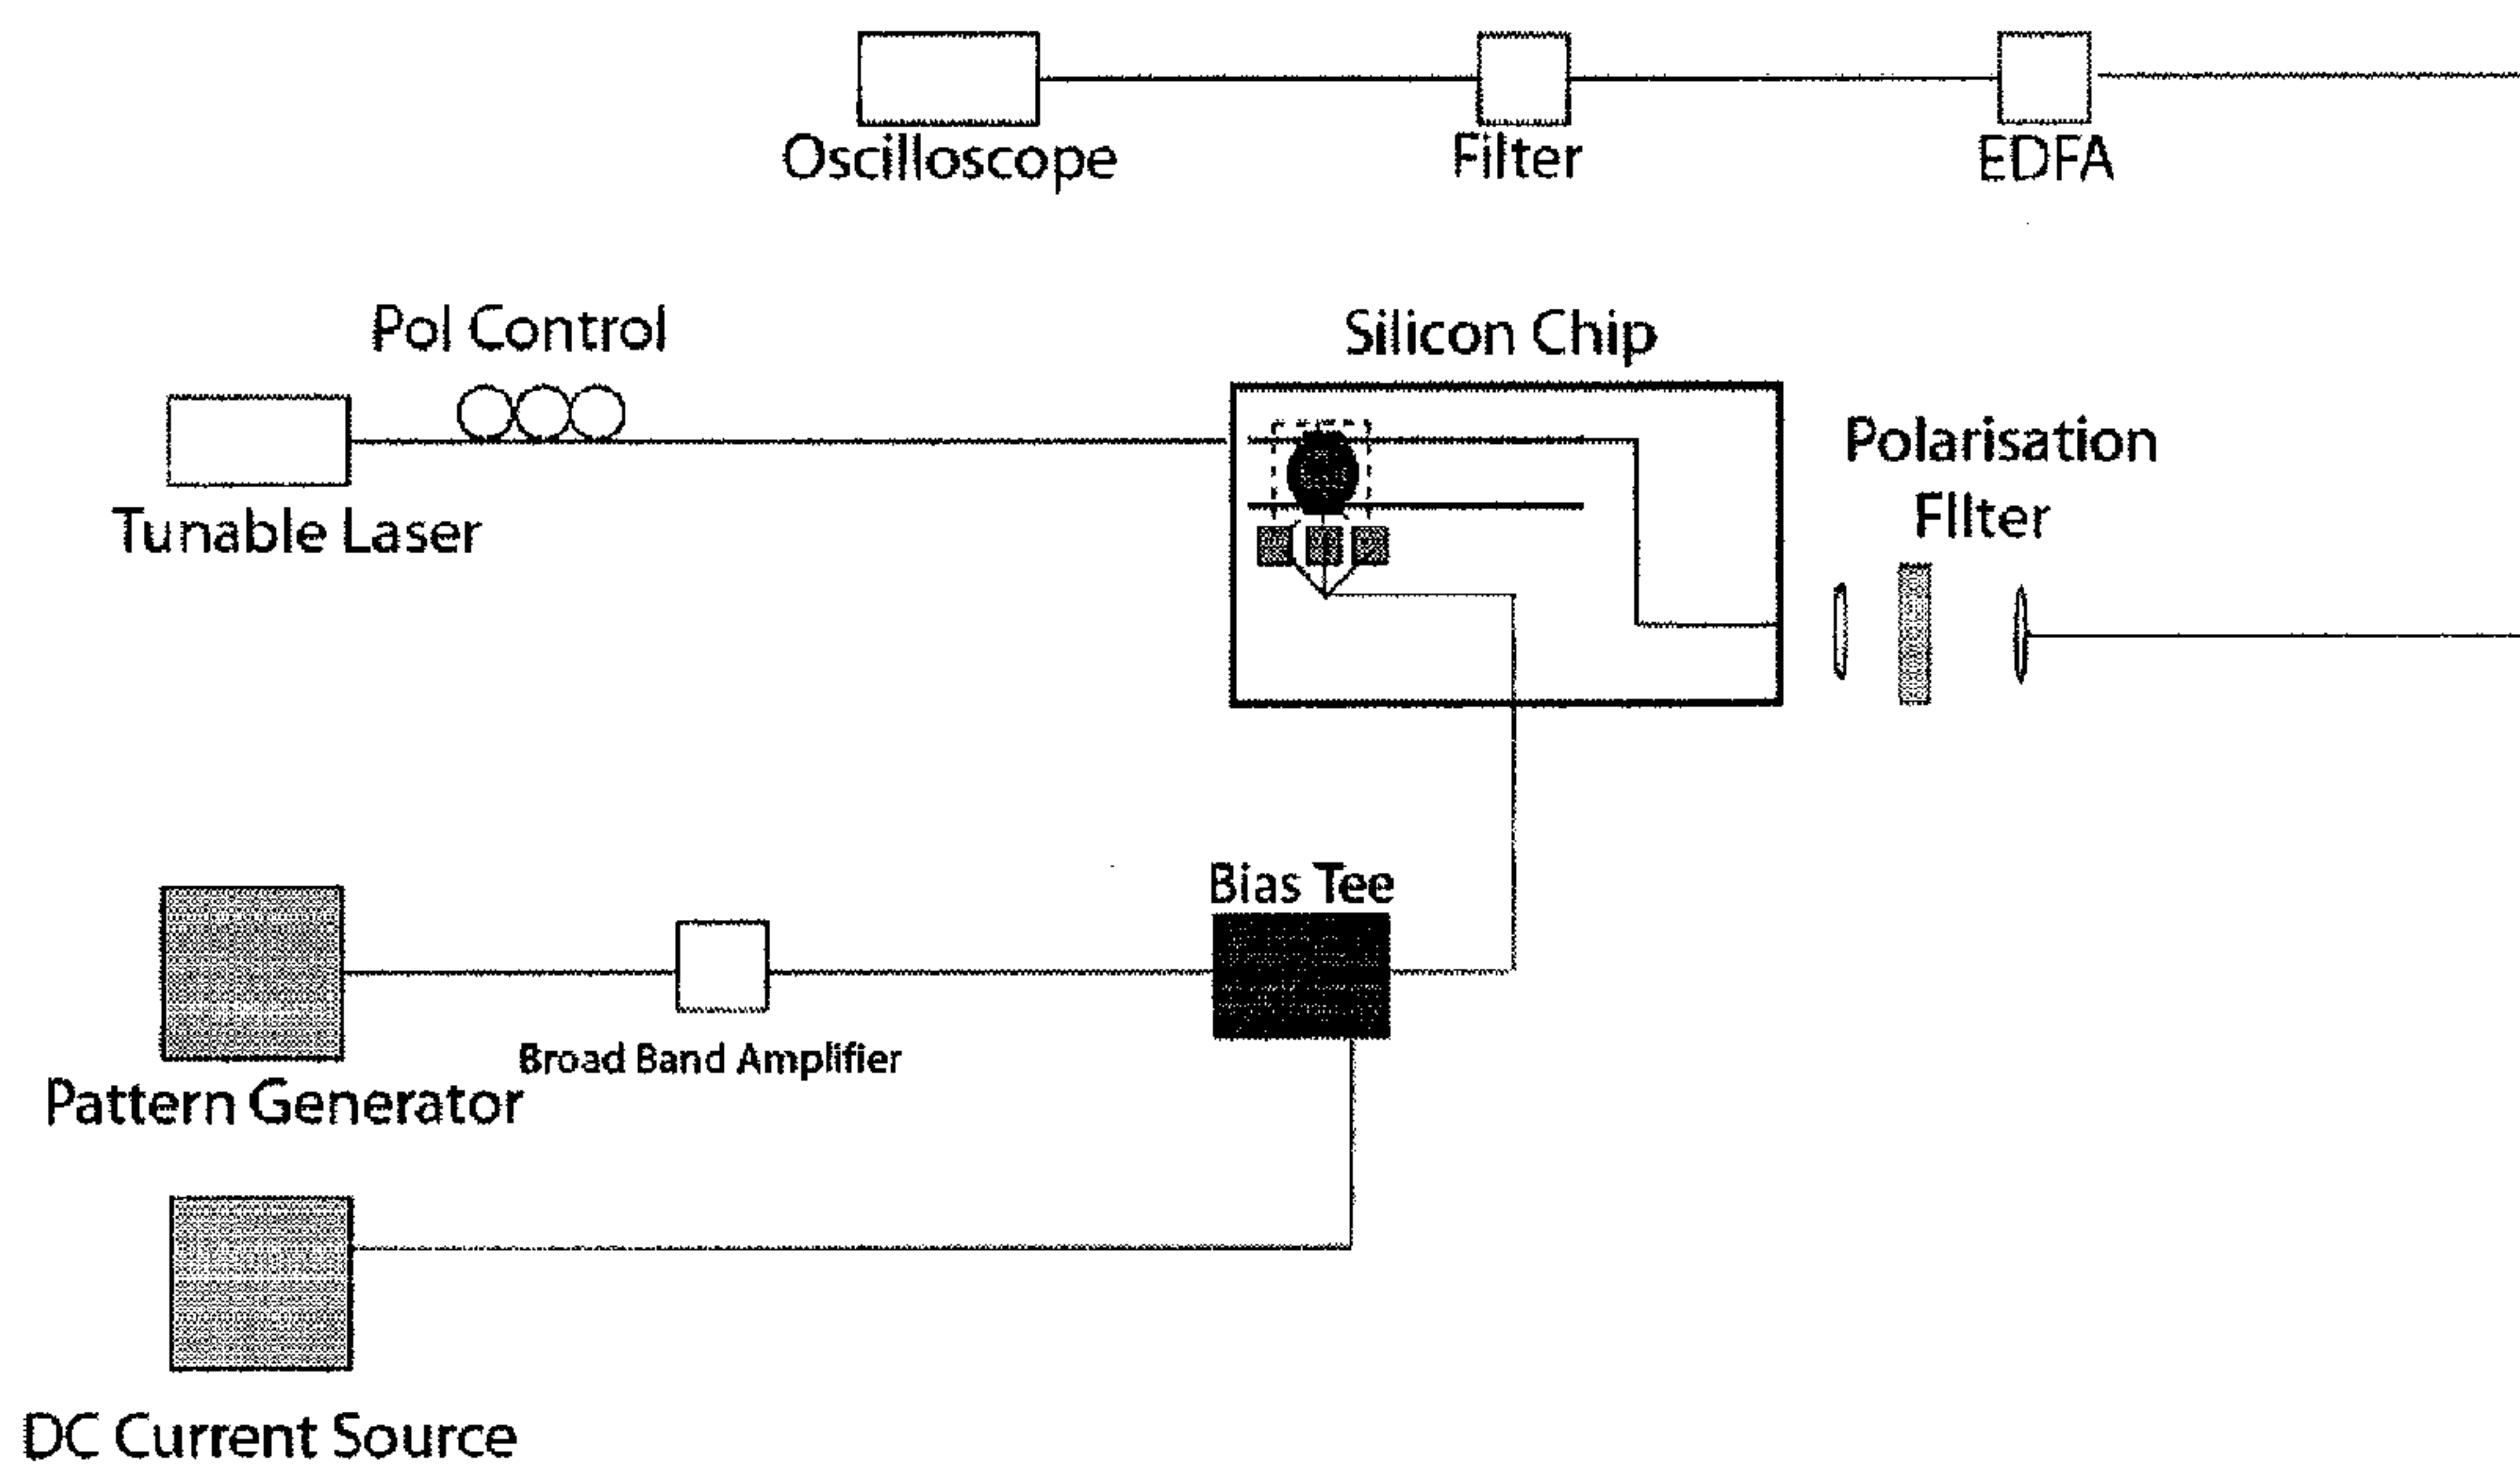 Oscilloscope
Filter
EDFA
Pol Control
Silicon Chip
Tunable Laser
Polarisation
FIlter
Bias Tee
Broad Band Amplifier
Pattern Generator
DC Current Source